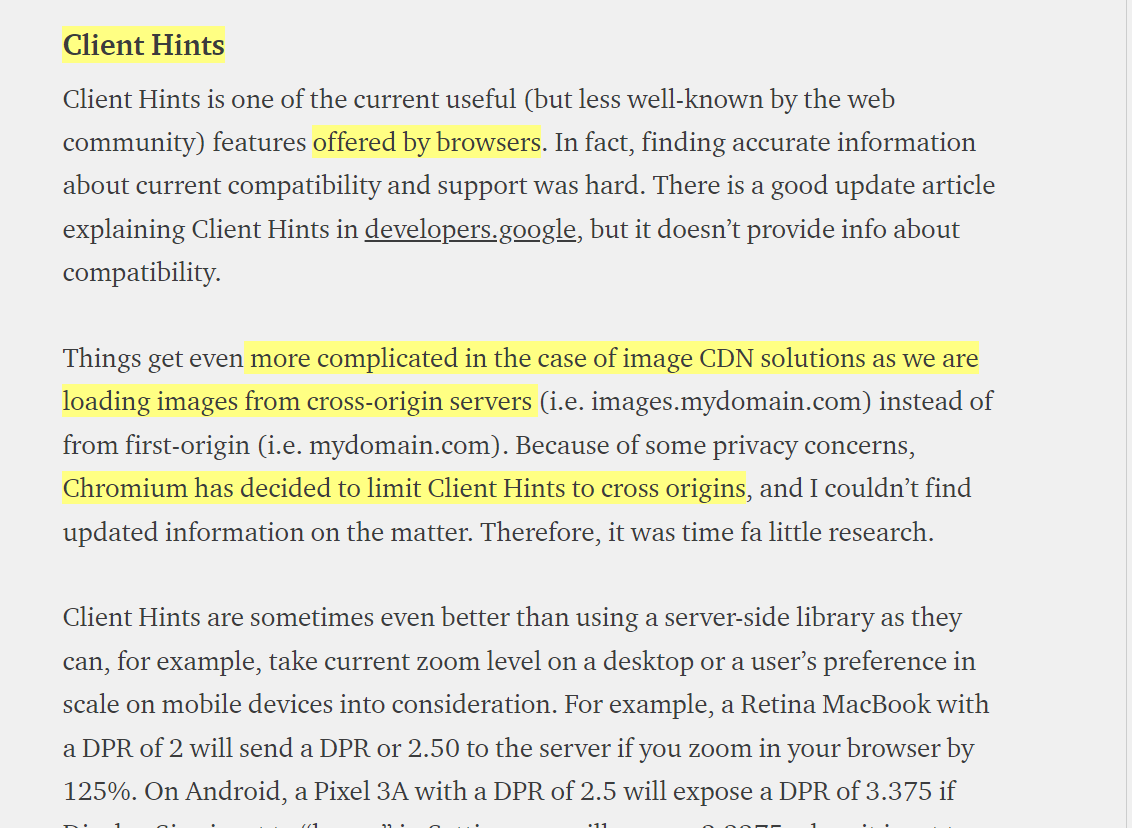 Client Hints
Client Hints is one of the current useful (but less well-known by the web
community) features offered by browsers. In fact, finding accurate information
about current compatibility and support was hard. There is a good update article
explaining Client Hints in developers.google, but it doesn’t provide info about
compatibility.
Things get even more complicated in the case of image CDN solutions as we are
loading images from cross-origin servers (i.e. images.mydomain.com) instead of
from first-origin (i.e. mydomain.com). Because of some privacy concerns,
Chromium has decided to limit Client Hints to cross origins, and I couldn’t find
updated information on the matter. Therefore, it was time fa little research.
Client Hints are sometimes even better than using a server-side library as they
can, for example, take current zoom level on a desktop or a user’s preference in
scale on mobile devices into consideration. For example, a Retina MacBook with
a DPR of 2 will send a DPR or 2.50 to the server if you zoom in your browser by
125%. On Android, a Pixel 3A with a DPR of 2.5 will expose a DPR of 3.375 if